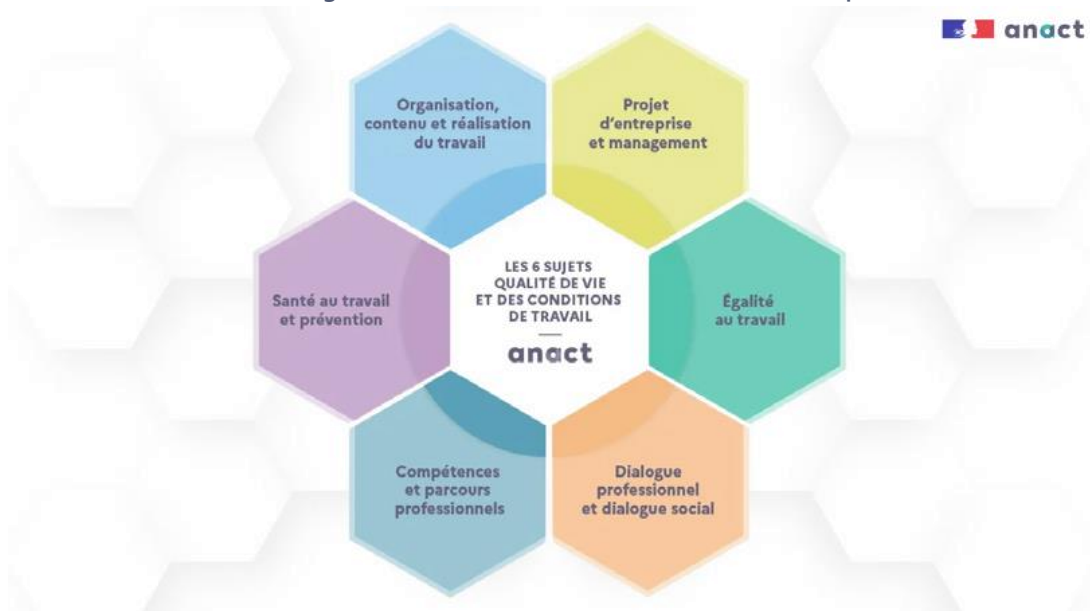 anact
Organisation,
contenu et réalisation
du travail
Projet
d'entreprise
et management
Santé au travail
et prévention
LES 6 SUJETS
QUALITÉ DE VIE
ET DES CONDITIONS
DE TRAVAIL
anact
Égalité
au travail
Compétences
et parcours
professionnels
Dialogue
professionnel
et dialogue social